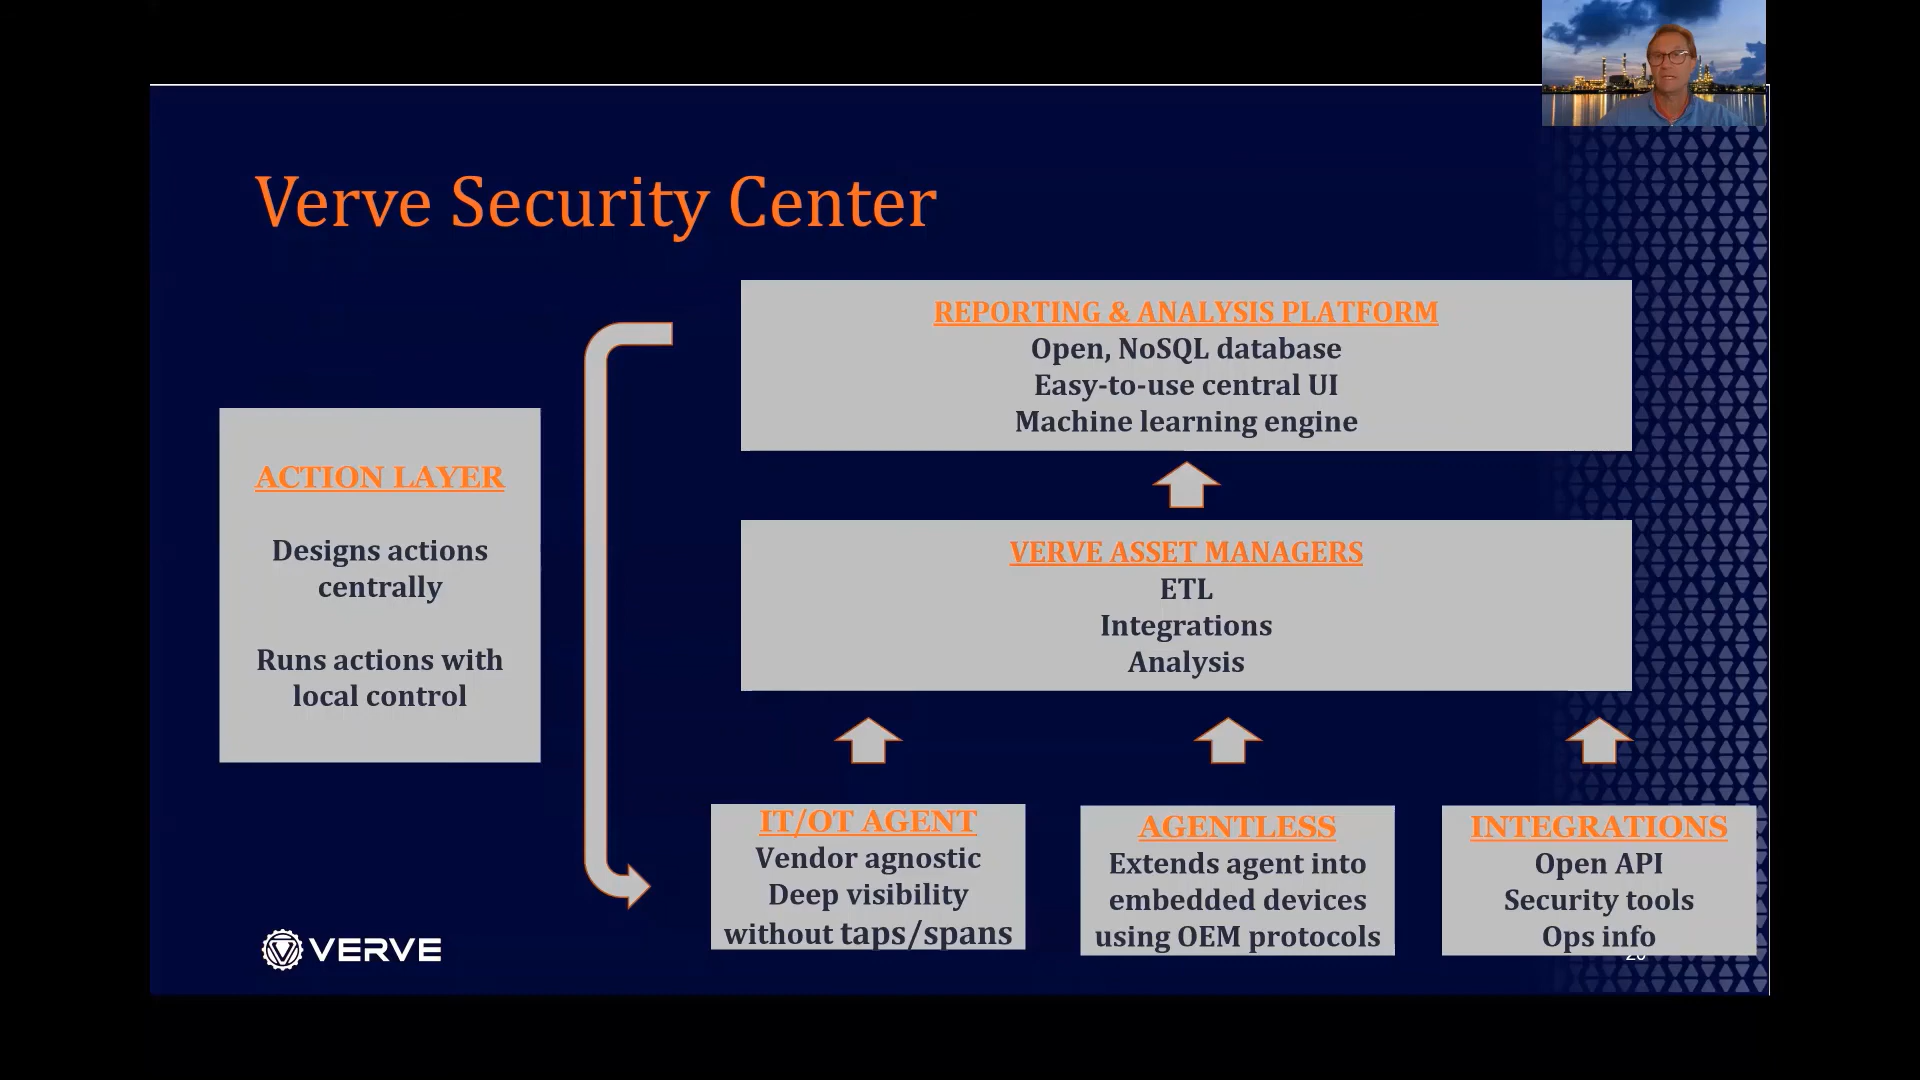 Verve Security Center
REPORTING & ANALYSIS PLATFORM
Open, NoSQL database
Easy-to-use central UI
Machine learning engine
ACTION LAYER
Designs actions
centrally
Runs actions with
local control
VERVE ASSET MANAGERS
ETL
Integrations
Analysis
IT/OT AGENT
Vendor agnostic
Deep visibility
without taps/spans
AGENTLESS
Extends agent into
embedded devices
using OEM protocols
INTEGRATIONS
Open API
Security tools
Ops info
VERVE